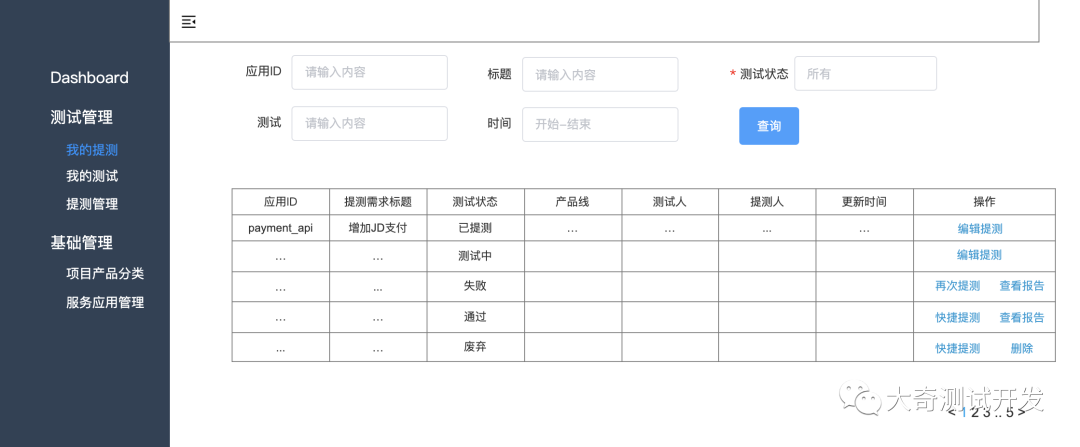 Dashboard
测试管理
我的提测
我的测试
提测管理
基础管理
项目产品分类
服务应用管理
应用ID 请输入内容 标题 请输入内容 * 测试状态 所有
测试 请输入内容 时间 开始-结束 查询
应用ID 提测需求标题 测试状态 产品线 测试人 提测人 更新时间 操作
payment_api 增加JD支付 已提测 ... ... ... ... 编辑提测
... ... 测试中 编辑提测
... ... 失败 再次提测 查看报告
... ... 通过 快捷提测 查看报告
... ... 废弃 快捷提测 删除
大奇测试开发
< 1 2 3 .. 5 >